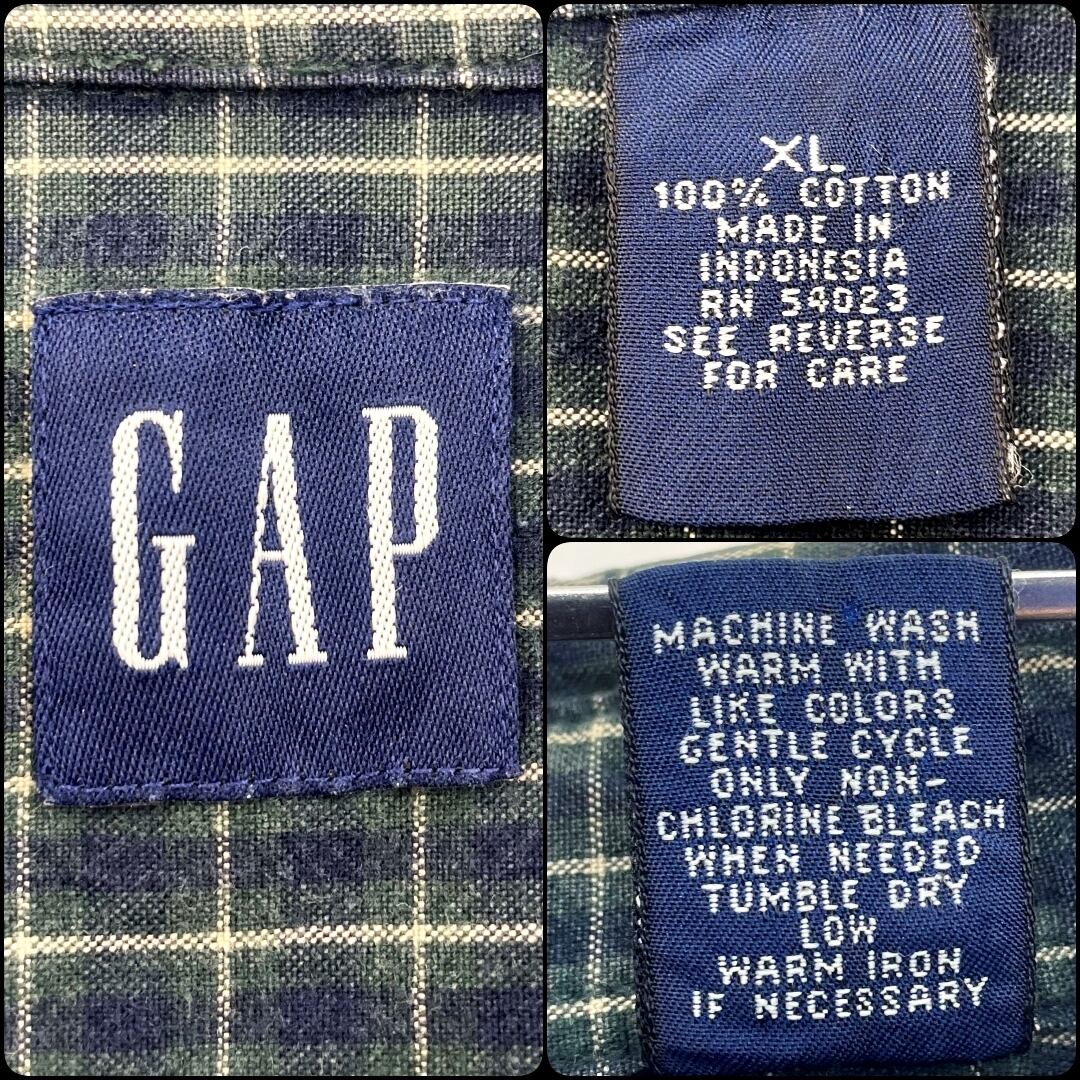 GAP
XL
100% COTTON
MADE IN
INDONESIA
RN 54023
SEE REVERSE
FOR CARE
MACHINE WASH
WARM WITH
LIKE COLORS
GENTLE CYCLE
ONLY NON-
CHLORINE BLEACH
WHEN NEEDED
TUMBLE DRY
LOW
WARM IRON
IF NECESSARY